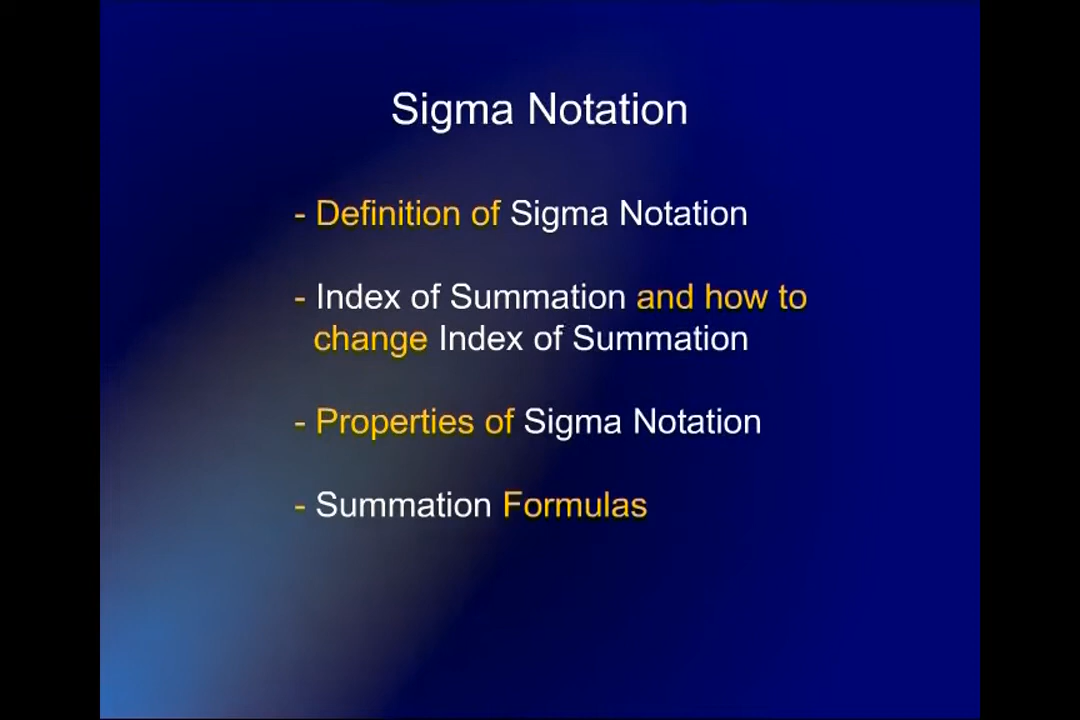 Sigma Notation
- Definition of Sigma Notation
- Index of Summation and how to
change Index of Summation
- Properties of Sigma Notation
- Summation Formulas